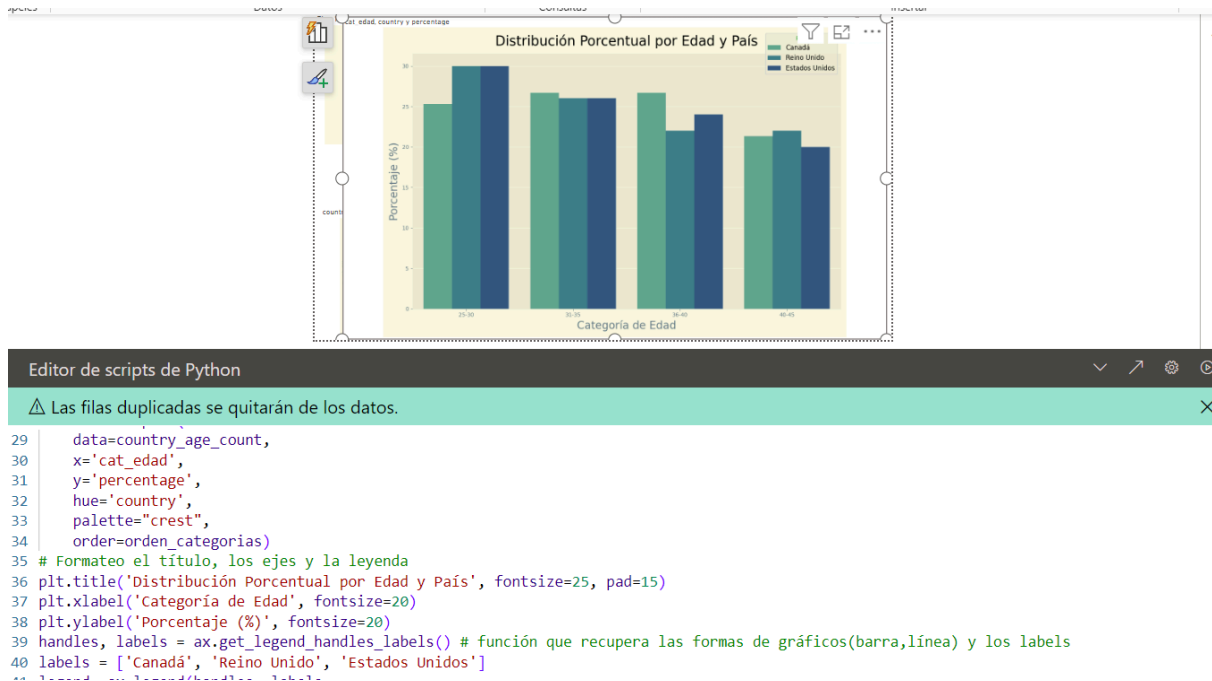 Datos
Consultas
Insertar
cat_edad, country y percentage
Distribución Porcentual por Edad y País
Canadá
Reino Unido
Estados Unidos
30
25
20
15
10
5
0
Porcentaje (%)
25-30
31-35
36-40
40-45
Categoría de Edad
Editor de scripts de Python
Las filas duplicadas se quitarán de los datos.
29 data=country_age_count,
30 x='cat_edad',
31 y='percentage',
32 hue='country',
33 palette="crest",
34 order=orden_categorias)
35 # Formateo el título, los ejes y la leyenda
36 plt.title('Distribución Porcentual por Edad y País', fontsize=25, pad=15)
37 plt.xlabel('Categoría de Edad', fontsize=20)
38 plt.ylabel('Porcentaje (%)', fontsize=20)
39 handles, labels = ax.get_legend_handles_labels() # función que recupera las formas de gráficos(barra,línea) y los labels
40 labels = ['Canadá', 'Reino Unido', 'Estados Unidos']